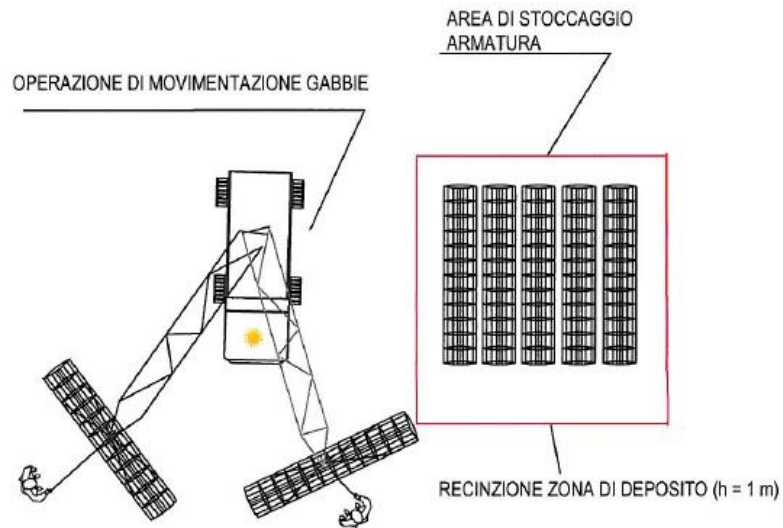 AREA DI STOCCAGGIO
ARMATURA
OPERAZIONE DI MOVIMENTAZIONE GABBIE
RECINZIONE ZONA DI DEPOSITO (h = 1 m)